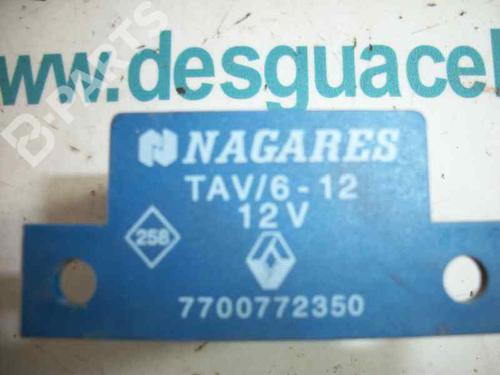 B-PARTS
www.desguacel
NAGARES
TAV/6-12
12V
258
7700772350